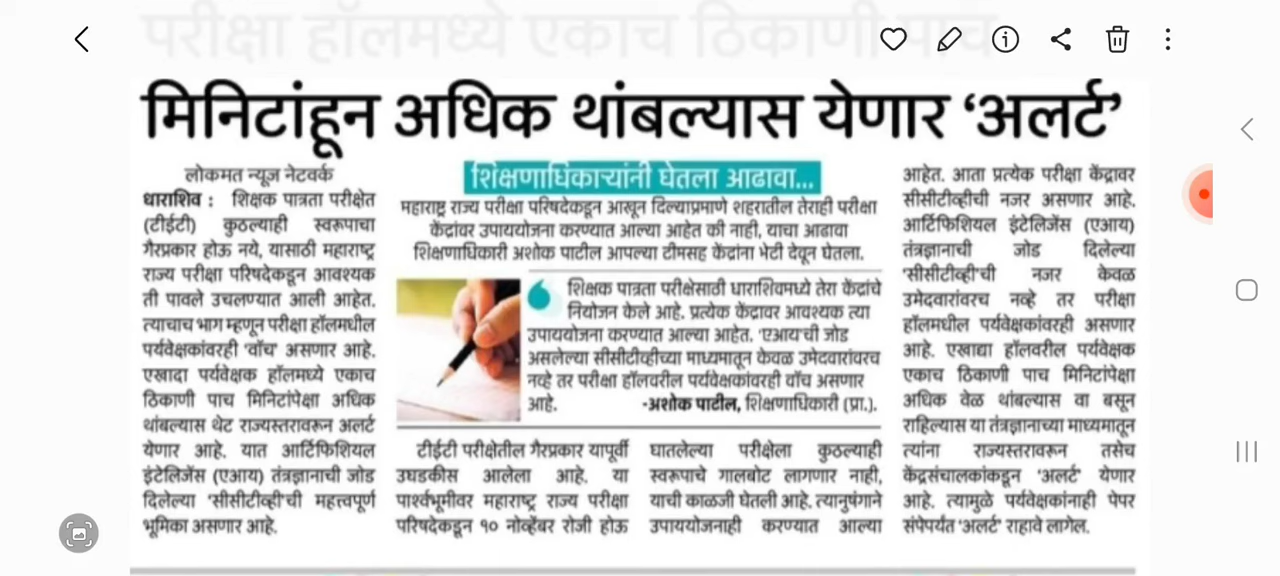 परीक्षा हॉलमध्ये एकाच ठिकाणी पाच
मिनिटांहून अधिक थांबल्यास येणार ‘अलर्ट’
लोकमत न्यूज नेटवर्क
धाराशिव : शिक्षक पात्रता परीक्षेत
(टीईटी) कुठल्याही स्वरूपाचा
गैरप्रकार होऊ नये, यासाठी महाराष्ट्र
राज्य परीक्षा परिषदेकडून आवश्यक
ती पावले उचलण्यात आली आहेत.
त्याचाच भाग म्हणून परीक्षा हॉलमधील
पर्यवेक्षकांवरही ‘वॉच’ असणार आहे.
एखादा पर्यवेक्षक हॉलमध्ये एकाच
ठिकाणी पाच मिनिटांपेक्षा अधिक
थांबल्यास थेट राज्यस्तरावरून अलर्ट
येणार आहे. यात आर्टिफिशियल
इंटेलिजेंस (एआय) तंत्रज्ञानाची जोड
दिलेल्या ‘सीसीटीव्ही’ची महत्त्वपूर्ण
भूमिका असणार आहे.
शिक्षणाधिकाऱ्यांनी घेतला आढावा...
महाराष्ट्र राज्य परीक्षा परिषदेकडून आखून दिल्याप्रमाणे शहरातील तेराही परीक्षा
केंद्रांवर उपाययोजना करण्यात आल्या आहेत की नाही, याचा आढावा
शिक्षणाधिकारी अशोक पाटील आपल्या टीमसह केंद्रांना भेटी देवून घेतला.
शिक्षक पात्रता परीक्षेसाठी धाराशिवमध्ये तेरा केंद्रांचे
नियोजन केले आहे. प्रत्येक केंद्रावर आवश्यक त्या
उपाययोजना करण्यात आल्या आहेत. ‘एआय’ची जोड
असलेल्या सीसीटीव्हीच्या माध्यमातून केवळ उमेदवारांवरच
नव्हे तर परीक्षा हॉलवरील पर्यवेक्षकांवरही वॉच असणार
आहे. -अशोक पाटील, शिक्षणाधिकारी (प्रा.).
टीईटी परीक्षेतील गैरप्रकार यापूर्वी
उघडकीस आलेला आहे. या
पार्श्वभूमीवर महाराष्ट्र राज्य परीक्षा
परिषदेकडून १० नोव्हेंबर रोजी होऊ
घातलेल्या परीक्षेला कुठल्याही
स्वरूपाचे गालबोट लागणार नाही,
याची काळजी घेतली आहे. त्यानुषंगाने
उपाययोजनाही करण्यात आल्या
आहेत. आता प्रत्येक परीक्षा केंद्रावर
सीसीटीव्हीची नजर असणार आहे.
आर्टिफिशियल इंटेलिजेंस (एआय)
तंत्रज्ञानाची जोड दिलेल्या
‘सीसीटीव्ही’ची नजर केवळ
उमेदवारांवरच नव्हे तर परीक्षा
हॉलमधील पर्यवेक्षकांवरही असणार
आहे. एखाद्या हॉलवरील पर्यवेक्षक
एकाच ठिकाणी पाच मिनिटांपेक्षा
अधिक वेळ थांबल्यास वा बसून
राहिल्यास या तंत्रज्ञानाच्या माध्यमातून
त्यांना राज्यस्तरावरून तसेच
केंद्रसंचालकांकडून ‘अलर्ट’ येणार
आहे. त्यामुळे पर्यवेक्षकांनाही पेपर
संपेपर्यंत ‘अलर्ट’ राहावे लागेल.